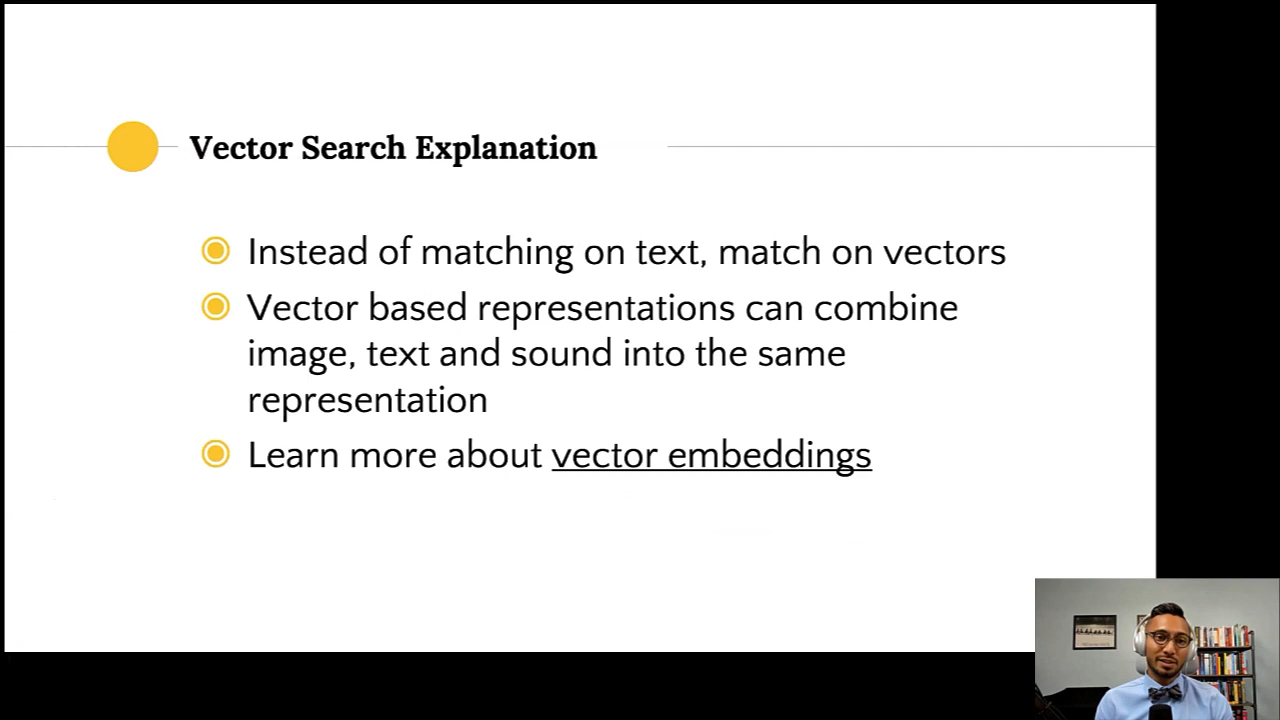 Vector Search Explanation
Instead of matching on text, match on vectors
Vector based representations can combine
image, text and sound into the same
representation
Learn more about vector embeddings